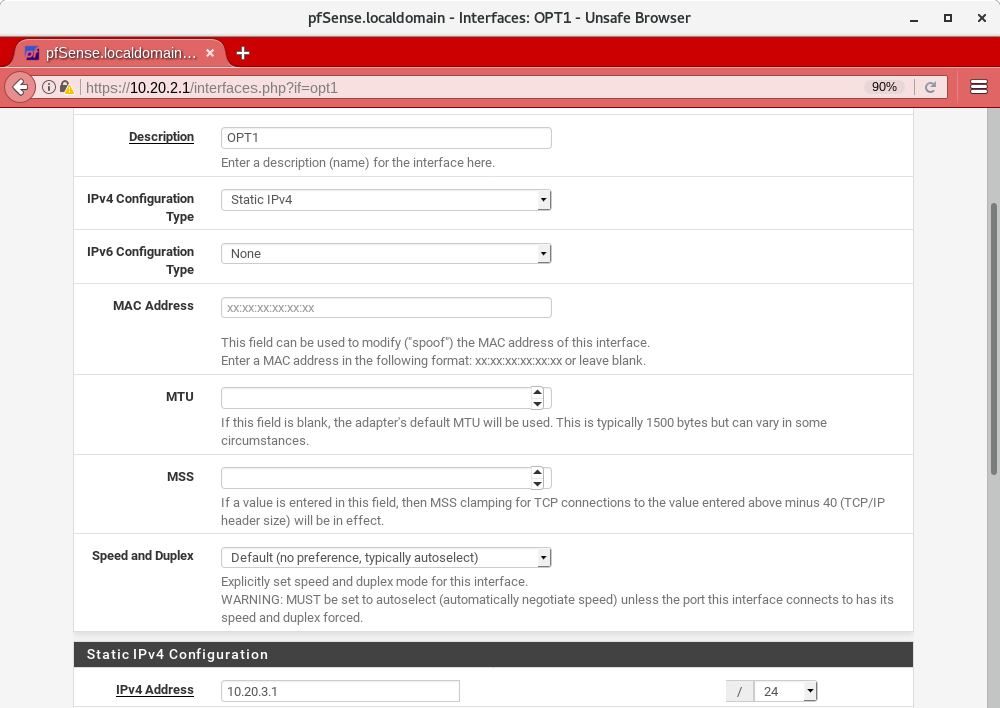 pfSense.localdomain - Interfaces: OPT1 - Unsafe Browser
pfSense.localdomain...
https://10.20.2.1/interfaces.php?if=opt1
90%
Description
OPT1
Enter a description (name) for the interface here.
IPv4 Configuration
Type
Static IPv4
IPv6 Configuration
Type
None
MAC Address
xx:xx:xx:xx:xx:xx
This field can be used to modify ("spoof") the MAC address of this interface.
Enter a MAC address in the following format: xx:xx:xx:xx:xx:xx or leave blank.
MTU
If this field is blank, the adapter's default MTU will be used. This is typically 1500 bytes but can vary in some
circumstances.
MSS
If a value is entered in this field, then MSS clamping for TCP connections to the value entered above minus 40 (TCP/IP
header size) will be in effect.
Speed and Duplex
Default (no preference, typically autoselect)
Explicitly set speed and duplex mode for this interface.
WARNING: MUST be set to autoselect (automatically negotiate speed) unless the port this interface connects to has its
speed and duplex forced.
Static IPv4 Configuration
IPv4 Address
10.20.3.1
/ 24